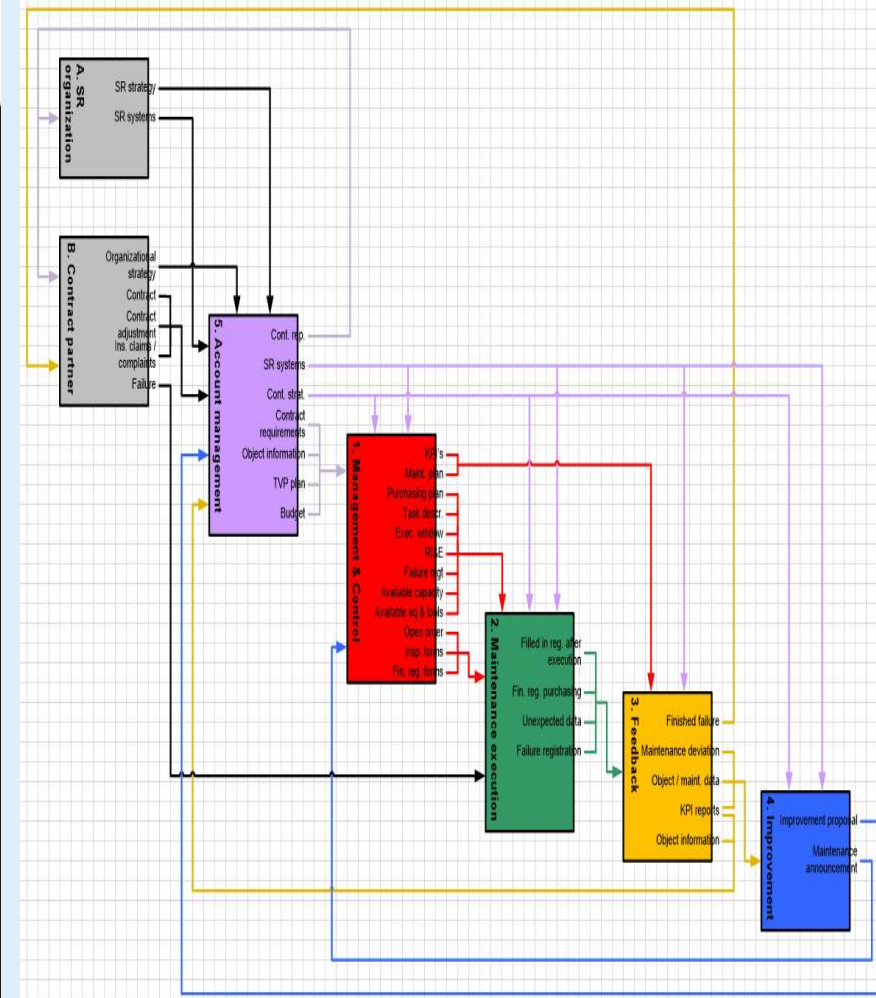 A. SR
organization
SR strategy
SR systems
B. Contract partner
Organizational
strategy
Contract
Contract
adjustment
Ins. claims /
complaints
Failure
5. Account management
Cont. rep.
SR systems
Cont. strat.
Contract
requirements
Object information
TVP plan
Budget
1. Management & Control
KPI's
Maint. plan
Purchasing plan
Task descr.
Exec. window
RI&E
Failure mgt
Available capacity
Available eq & tools
Open order
Insp. forms
Fin. reg. forms
2. Maintenance execution
Filled in reg. after
execution
Fin. reg. purchasing
Unexpected data
Failure registration
3. Feedback
Finished failure
Maintenance deviation
Object / maint. data
KPI reports
Object information
4. Improvement
Improvement proposal
Maintenance
announcement